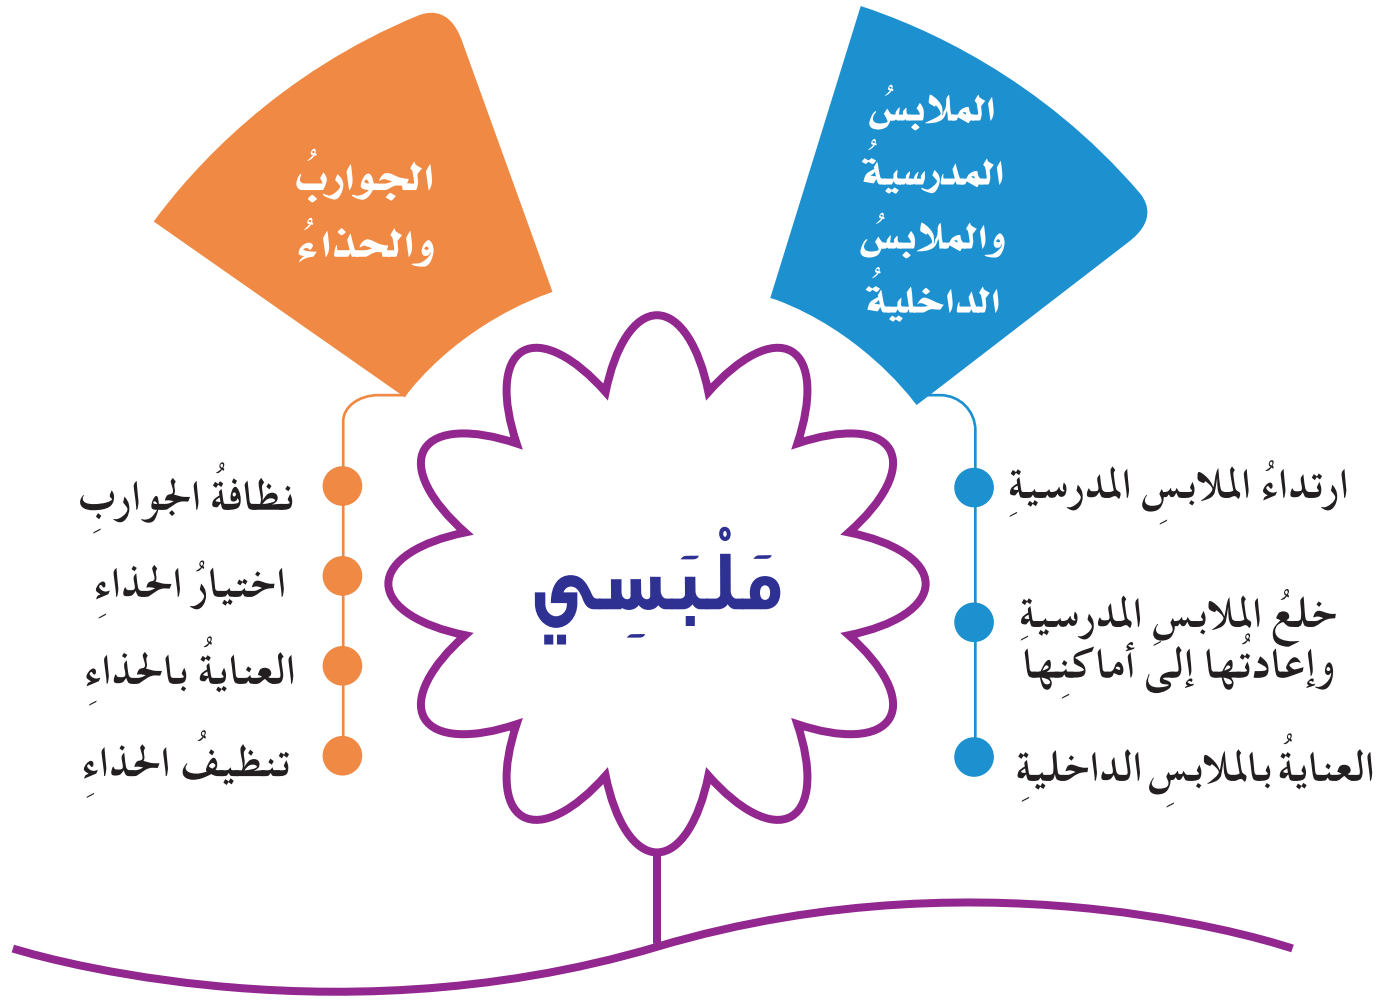 الملابسُ
المدرسيةُ
والملابسُ
الداخليةُ
الجواربُ
والحذاءُ
مَلْبَسِي
ارتداءُ الملابسِ المدرسيةِ
خلعُ الملابسِ المدرسيةِ
وإعادتُها إلى أماكنِها
العنايةُ بالملابسِ الداخليةِ
نظافةُ الجواربِ
اختيارُ الحذاءِ
العنايةُ بالحذاءِ
تنظيفُ الحذاءِ